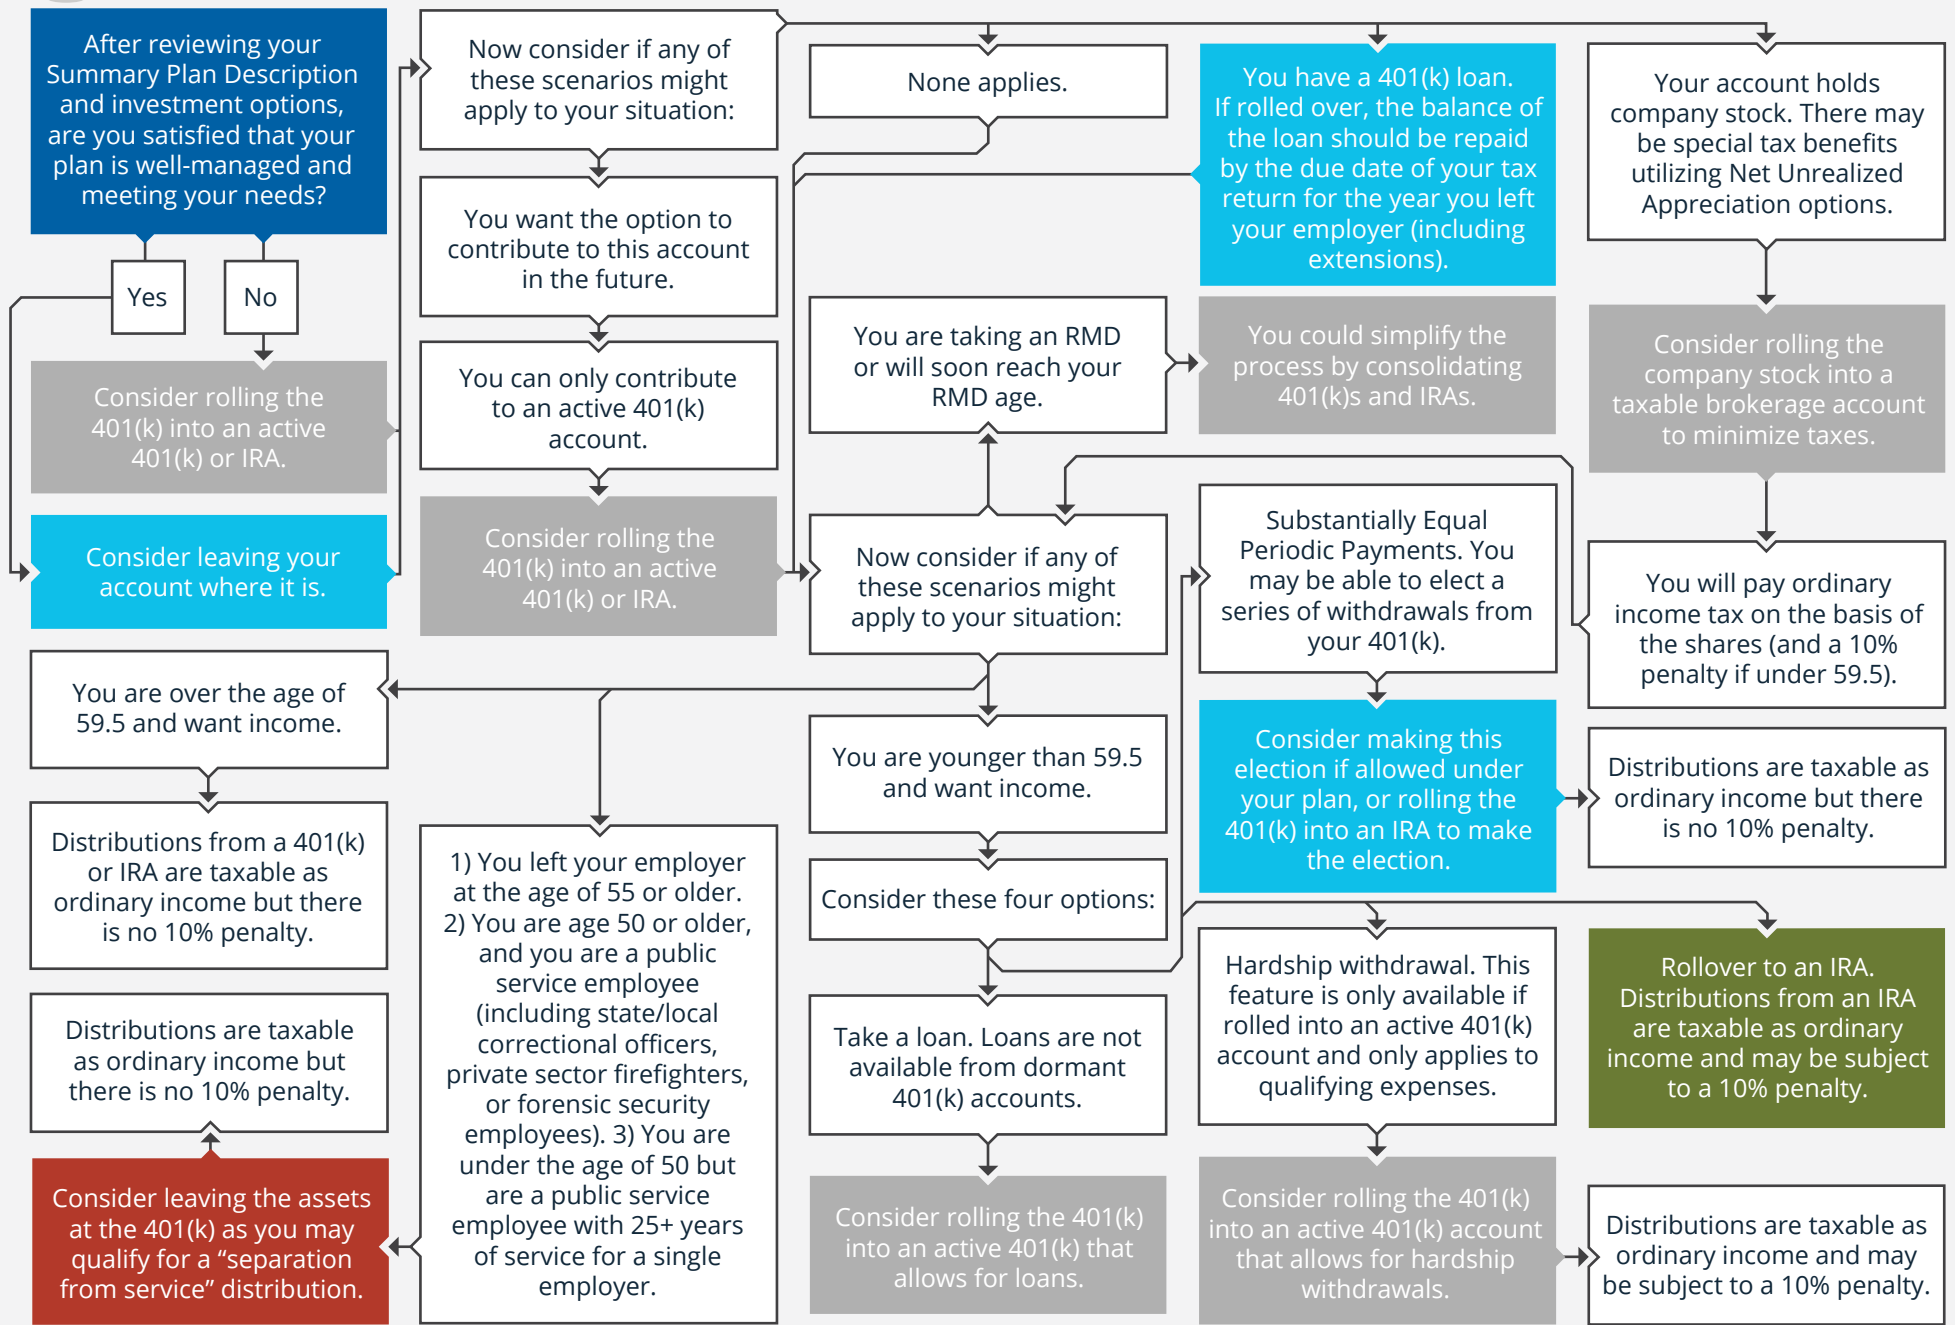 After reviewing your
Summary Plan Description
and investment options,
are you satisfied that your
plan is well-managed and
meeting your needs?
Yes
No
Consider rolling the
401(k) into an active
401(k) or IRA.
Consider leaving your
account where it is.
Now consider if any of
these scenarios might
apply to your situation:
You want the option to
contribute to this account
in the future.
You can only contribute
to an active 401(k)
account.
Consider rolling the
401(k) into an active
401(k) or IRA.
None applies.
You have a 401(k) loan.
If rolled over, the balance of
the loan should be repaid
by the due date of your tax
return for the year you left
your employer (including
extensions).
Your account holds
company stock. There may
be special tax benefits
utilizing Net Unrealized
Appreciation options.
Consider rolling the
company stock into a
taxable brokerage account
to minimize taxes.
You will pay ordinary
income tax on the basis of
the shares (and a 10%
penalty if under 59.5).
Now consider if any of
these scenarios might
apply to your situation:
You are taking an RMD
or will soon reach your
RMD age.
You could simplify the
process by consolidating
401(k)s and IRAs.
You are over the age of
59.5 and want income.
Distributions from a 401(k)
or IRA are taxable as
ordinary income but there
is no 10% penalty.
1) You left your employer
at the age of 55 or older.
2) You are age 50 or older,
and you are a public
service employee
(including state/local
correctional officers,
private sector firefighters,
or forensic security
employees). 3) You are
under the age of 50 but
are a public service
employee with 25+ years
of service for a single
employer.
Consider leaving the assets
at the 401(k) as you may
qualify for a “separation
from service” distribution.
Distributions are taxable
as ordinary income but
there is no 10% penalty.
You are younger than 59.5
and want income.
Consider these four options:
Take a loan. Loans are not
available from dormant
401(k) accounts.
Consider rolling the 401(k)
into an active 401(k) that
allows for loans.
Substantially Equal
Periodic Payments. You
may be able to elect a
series of withdrawals from
your 401(k).
Consider making this
election if allowed under
your plan, or rolling the
401(k) into an IRA to make
the election.
Distributions are taxable as
ordinary income but there
is no 10% penalty.
Hardship withdrawal. This
feature is only available if
rolled into an active 401(k)
account and only applies to
qualifying expenses.
Consider rolling the 401(k)
into an active 401(k) account
that allows for hardship
withdrawals.
Distributions are taxable as
ordinary income and may
be subject to a 10% penalty.
Rollover to an IRA.
Distributions from an IRA
are taxable as ordinary
income and may be subject
to a 10% penalty.